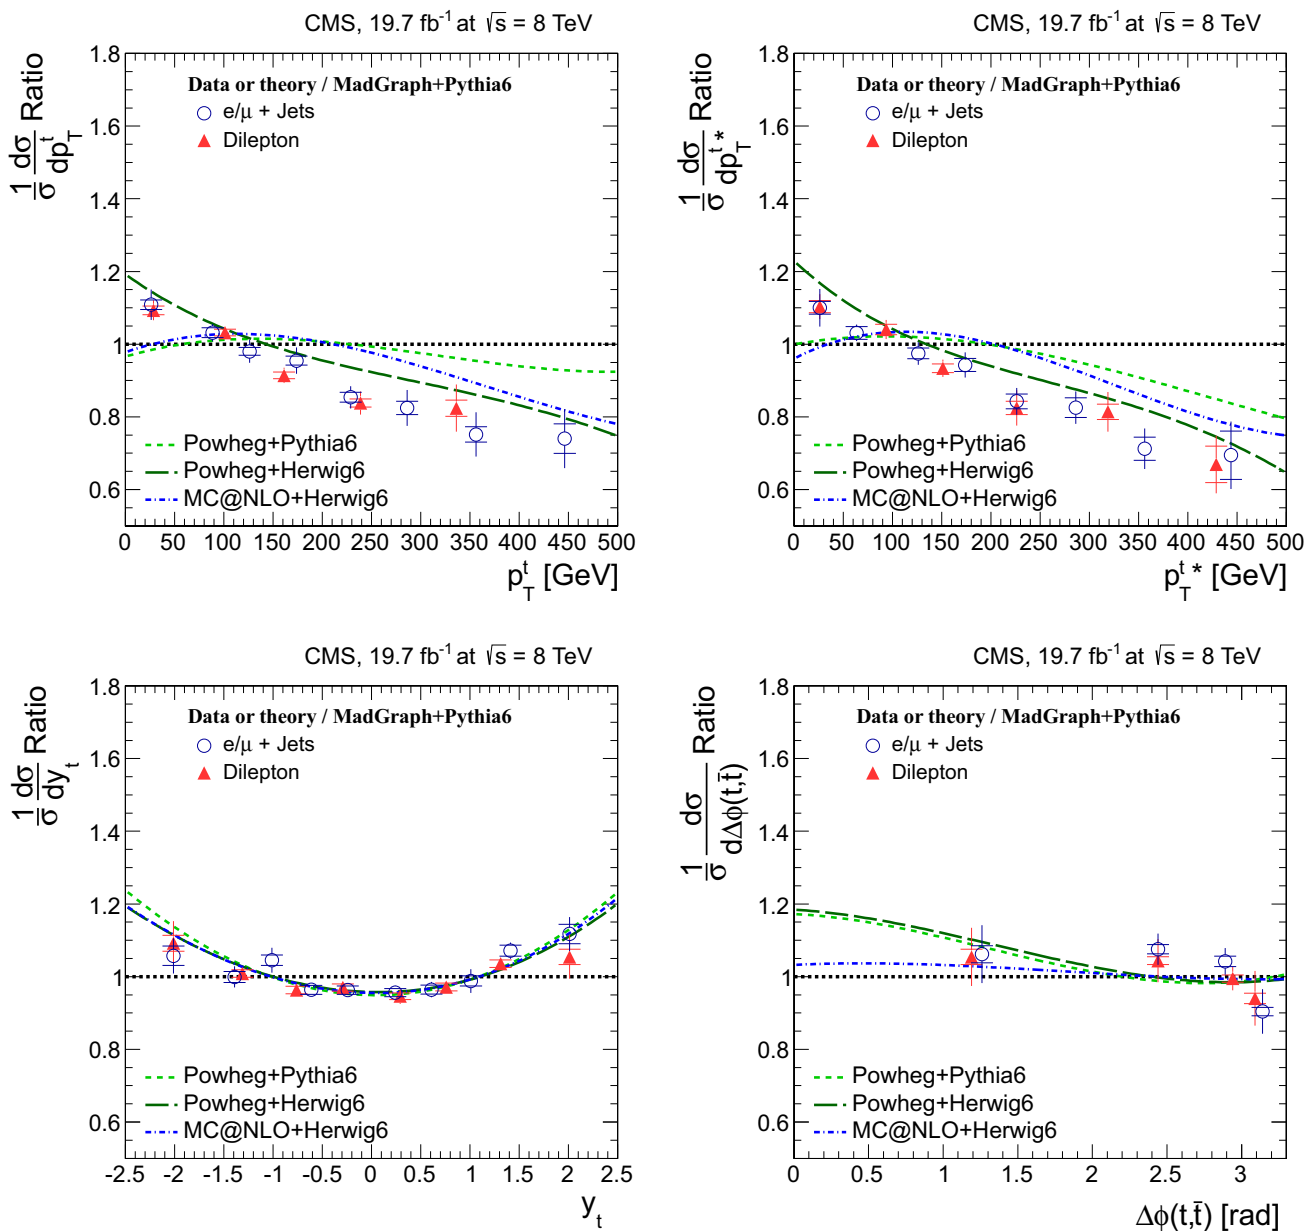 CMS, 19.7 fb⁻¹ at √s = 8 TeV
1/σ dσ/dp_T^t Ratio
Data or theory / MadGraph+Pythia6
e/μ + Jets
Dilepton
1.8
1.6
1.4
1.2
1
0.8
0.6
Powheg+Pythia6
Powheg+Herwig6
MC@NLO+Herwig6
0 50 100 150 200 250 300 350 400 450 500
p_T^t [GeV]
CMS, 19.7 fb⁻¹ at √s = 8 TeV
1/σ dσ/dp_T^t* Ratio
Data or theory / MadGraph+Pythia6
e/μ + Jets
Dilepton
1.8
1.6
1.4
1.2
1
0.8
0.6
Powheg+Pythia6
Powheg+Herwig6
MC@NLO+Herwig6
0 50 100 150 200 250 300 350 400 450 500
p_T^t* [GeV]
CMS, 19.7 fb⁻¹ at √s = 8 TeV
1/σ dσ/dy_t Ratio
Data or theory / MadGraph+Pythia6
e/μ + Jets
Dilepton
1.8
1.6
1.4
1.2
1
0.8
0.6
Powheg+Pythia6
Powheg+Herwig6
MC@NLO+Herwig6
-2.5 -2 -1.5 -1 -0.5 0 0.5 1 1.5 2 2.5
y_t
CMS, 19.7 fb⁻¹ at √s = 8 TeV
1/σ dσ/dΔϕ(t,t̄) Ratio
Data or theory / MadGraph+Pythia6
e/μ + Jets
Dilepton
1.8
1.6
1.4
1.2
1
0.8
0.6
Powheg+Pythia6
Powheg+Herwig6
MC@NLO+Herwig6
0 0.5 1 1.5 2 2.5 3
Δϕ(t,t̄) [rad]